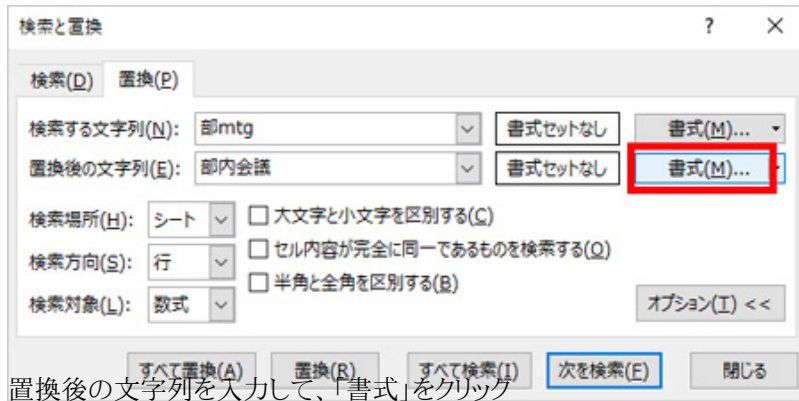 検索と置換 ?
検索(D) 置換(P)
検索する文字列(N): 部mtg 書式セットなし 書式(M)...
置換後の文字列(E): 部内会議 書式セットなし 書式(M)...
検索場所(H): シート 大文字と小文字を区別する(C)
検索方向(S): 行 セル内容が完全に同一であるものを検索する(O)
検索対象(L): 数式 半角と全角を区別する(B)
オプション(T) <<
すべて置換(A) 置換(R) すべて検索(I) 次を検索(F) 閉じる
置換後の文字列を入力して、「書式」をクリック